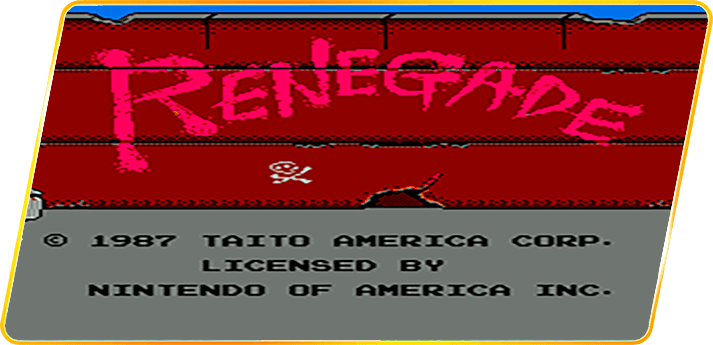 RENEGADE
© 1987 TAITO AMERICA CORP.
LICENSED BY
NINTENDO OF AMERICA INC.